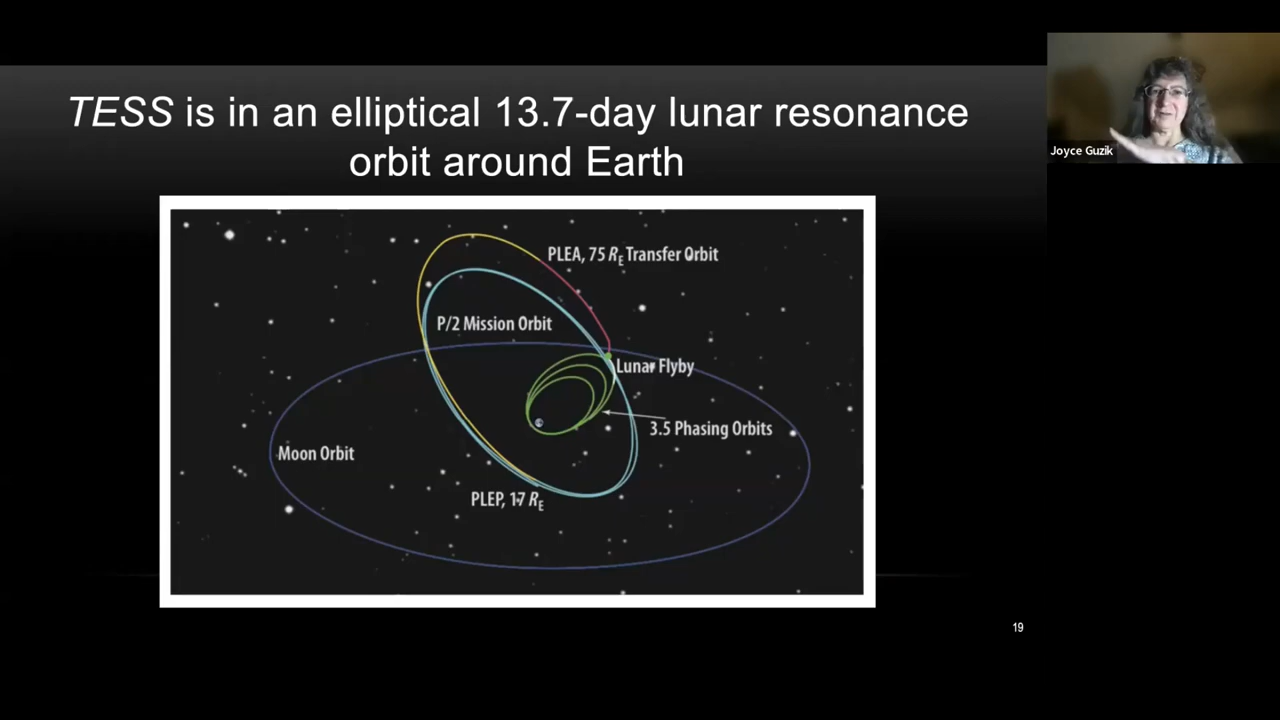 TESS is in an elliptical 13.7-day lunar resonance
orbit around Earth
Joyce Guzik
PLEA, 75 RE Transfer Orbit
P/2 Mission Orbit
Lunar Flyby
3.5 Phasing Orbits
Moon Orbit
PLEP, 17 RE
19